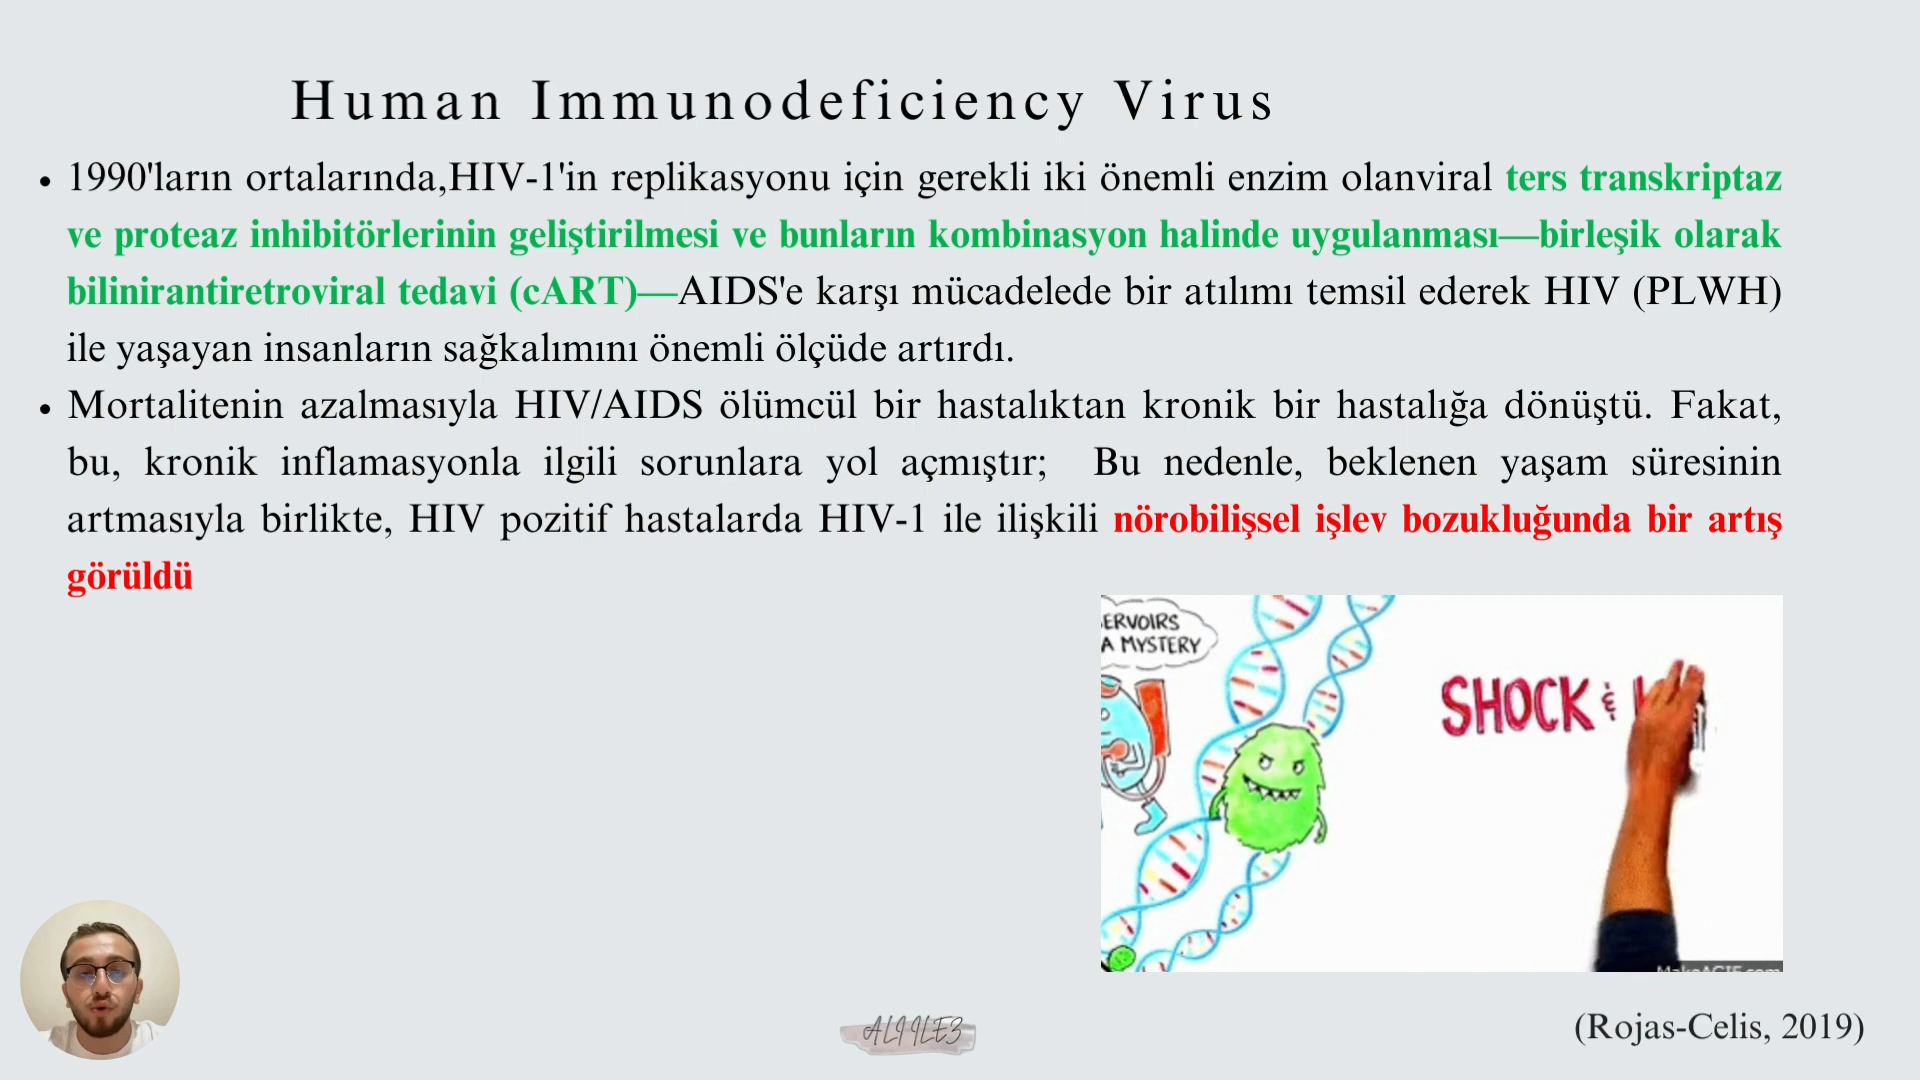 Human Immunodeficiency Virus
• 1990'ların ortalarında,HIV-1'in replikasyonu için gerekli iki önemli enzim olanviral ters transkriptaz
ve proteaz inhibitörlerinin geliştirilmesi ve bunların kombinasyon halinde uygulanması—birleşik olarak
bilinirantiretroviral tedavi (cART)—AIDS'e karşı mücadelede bir atılımı temsil ederek HIV (PLWH)
ile yaşayan insanların sağkalımını önemli ölçüde artırdı.
• Mortalitenin azalmasıyla HIV/AIDS ölümcül bir hastalıktan kronik bir hastalığa dönüştü. Fakat,
bu, kronik inflamasyonla ilgili sorunlara yol açmıştır; Bu nedenle, beklenen yaşam süresinin
artmasıyla birlikte, HIV pozitif hastalarda HIV-1 ile ilişkili nörobilişsel işlev bozukluğunda bir artış
görüldü
ERVOIRS
A MYSTERY
SHOCK &
MakeAGIF.com
ALI ILE3
(Rojas-Celis, 2019)